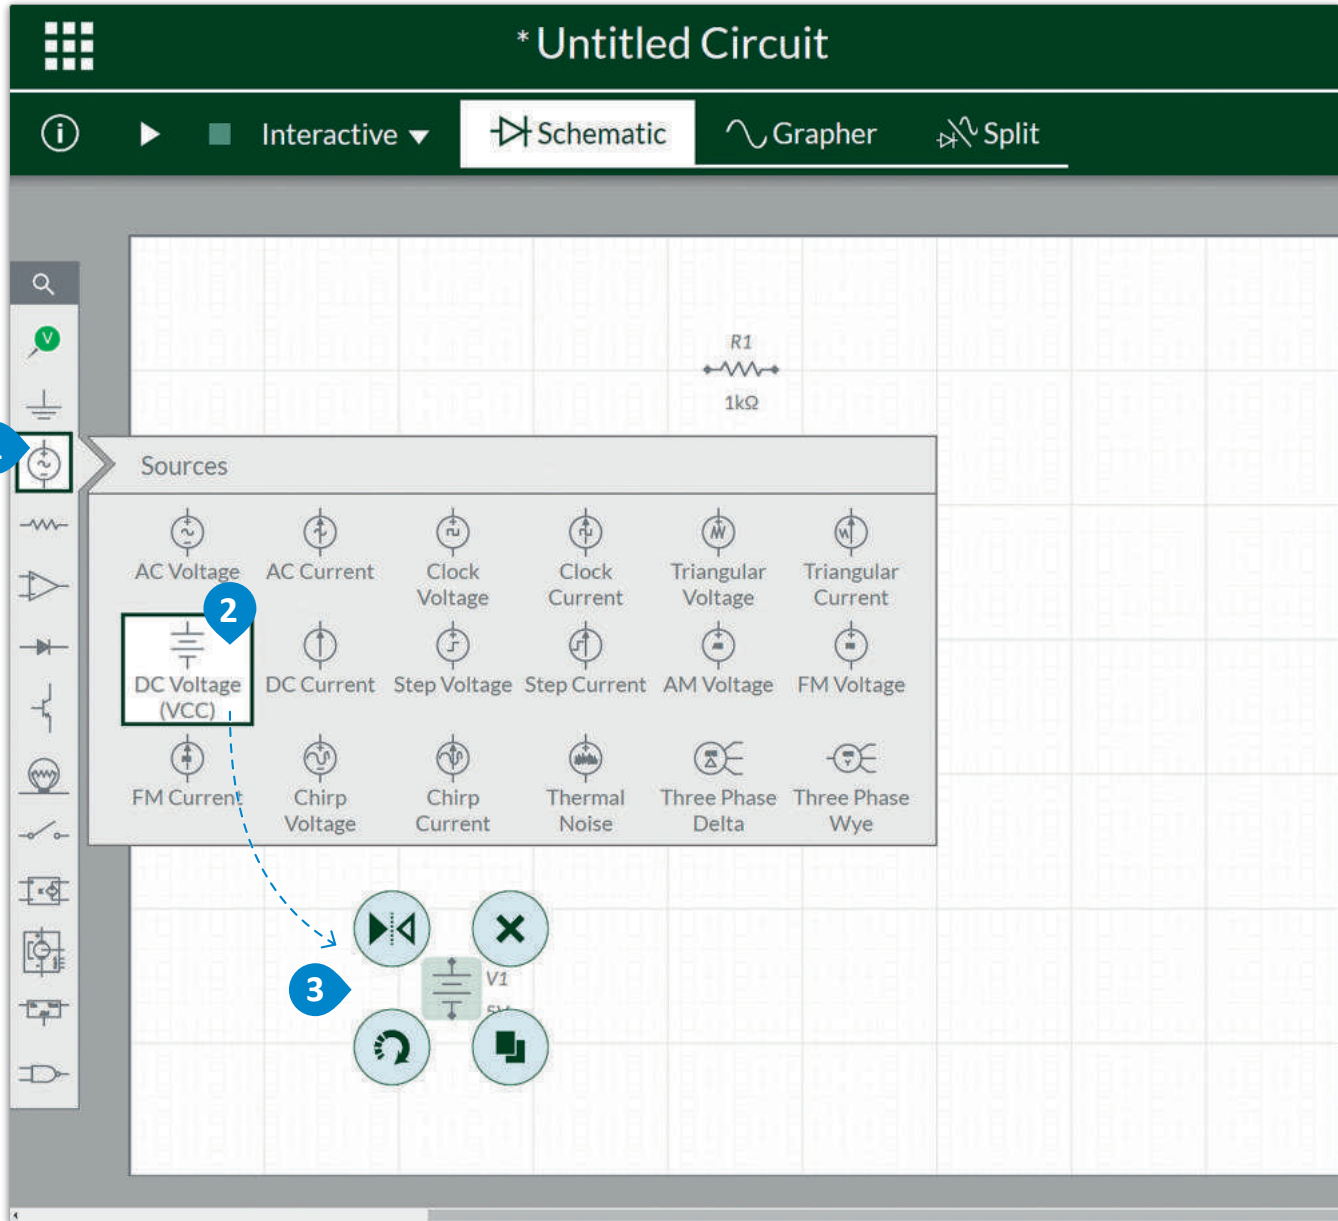 * Untitled Circuit
i
Interactive
Schematic
Grapher
Split
V
R1
1kΩ
Sources
AC Voltage
AC Current
Clock
Voltage
Clock
Current
Triangular
Voltage
Triangular
Current
2
DC Voltage
(VCC)
DC Current
Step Voltage
Step Current
AM Voltage
FM Voltage
FM Current
Chirp
Voltage
Chirp
Current
Thermal
Noise
Three Phase
Delta
Three Phase
Wye
3
V1
5V